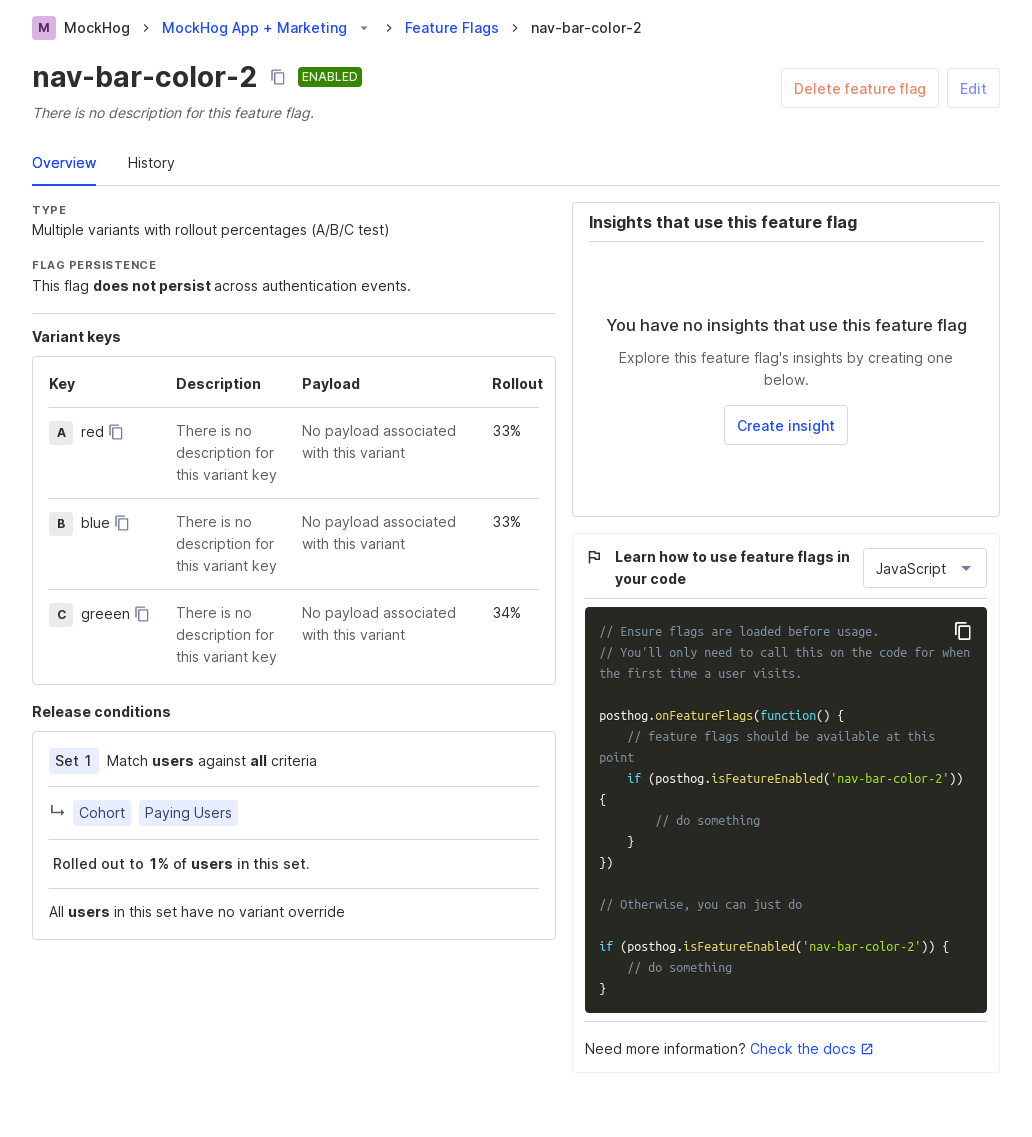 M MockHog MockHog App + Marketing Feature Flags nav-bar-color-2
nav-bar-color-2 ENABLED
Delete feature flag Edit
There is no description for this feature flag.
Overview History
TYPE
Multiple variants with rollout percentages (A/B/C test)
FLAG PERSISTENCE
This flag does not persist across authentication events.
Variant keys
Key Description Payload Rollout
A red There is no No payload associated 33%
description for with this variant
this variant key
B blue There is no No payload associated 33%
description for with this variant
this variant key
C greeen There is no No payload associated 34%
description for with this variant
this variant key
Release conditions
Set 1 Match users against all criteria
Cohort Paying Users
Rolled out to 1% of users in this set.
All users in this set have no variant override
Insights that use this feature flag
You have no insights that use this feature flag
Explore this feature flag's insights by creating one
below.
Create insight
Learn how to use feature flags in
your code
JavaScript
// Ensure flags are loaded before usage.
// You'll only need to call this on the code for when
the first time a user visits.
posthog.onFeatureFlags(function() {
// feature flags should be available at this
point
if (posthog.isFeatureEnabled('nav-bar-color-2'))
{
// do something
}
})
// Otherwise, you can just do
if (posthog.isFeatureEnabled('nav-bar-color-2')) {
// do something
}
Need more information? Check the docs